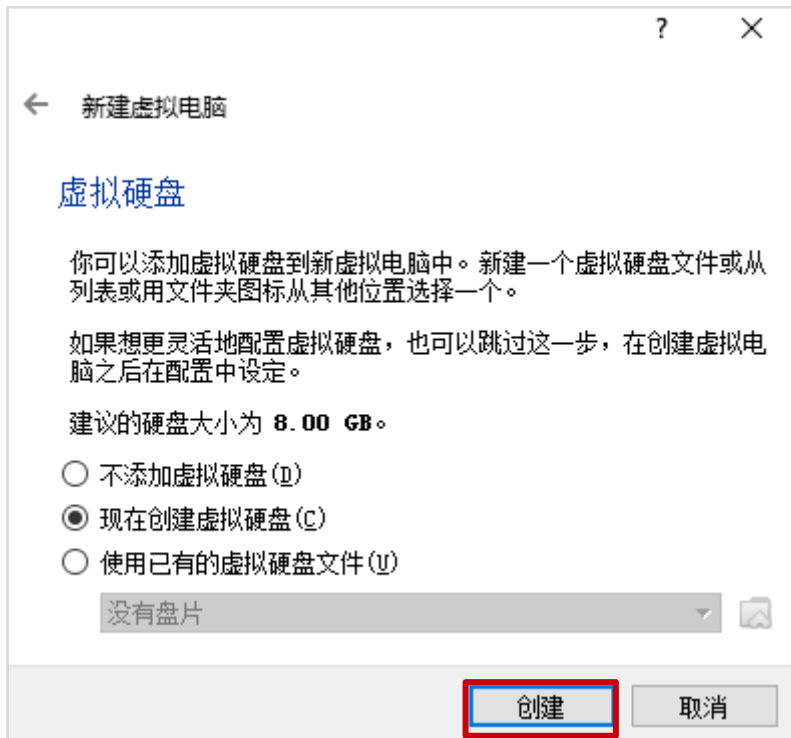 ?
新建虚拟电脑
虚拟硬盘
你可以添加虚拟硬盘到新虚拟电脑中。新建一个虚拟硬盘文件或从
列表或用文件夹图标从其他位置选择一个。
如果想更灵活地配置虚拟硬盘，也可以跳过这一步，在创建虚拟电
脑之后在配置中设定。
建议的硬盘大小为 8.00 GB。
不添加虚拟硬盘(D)
现在创建虚拟硬盘(C)
使用已有的虚拟硬盘文件(U)
没有盘片
创建 取消